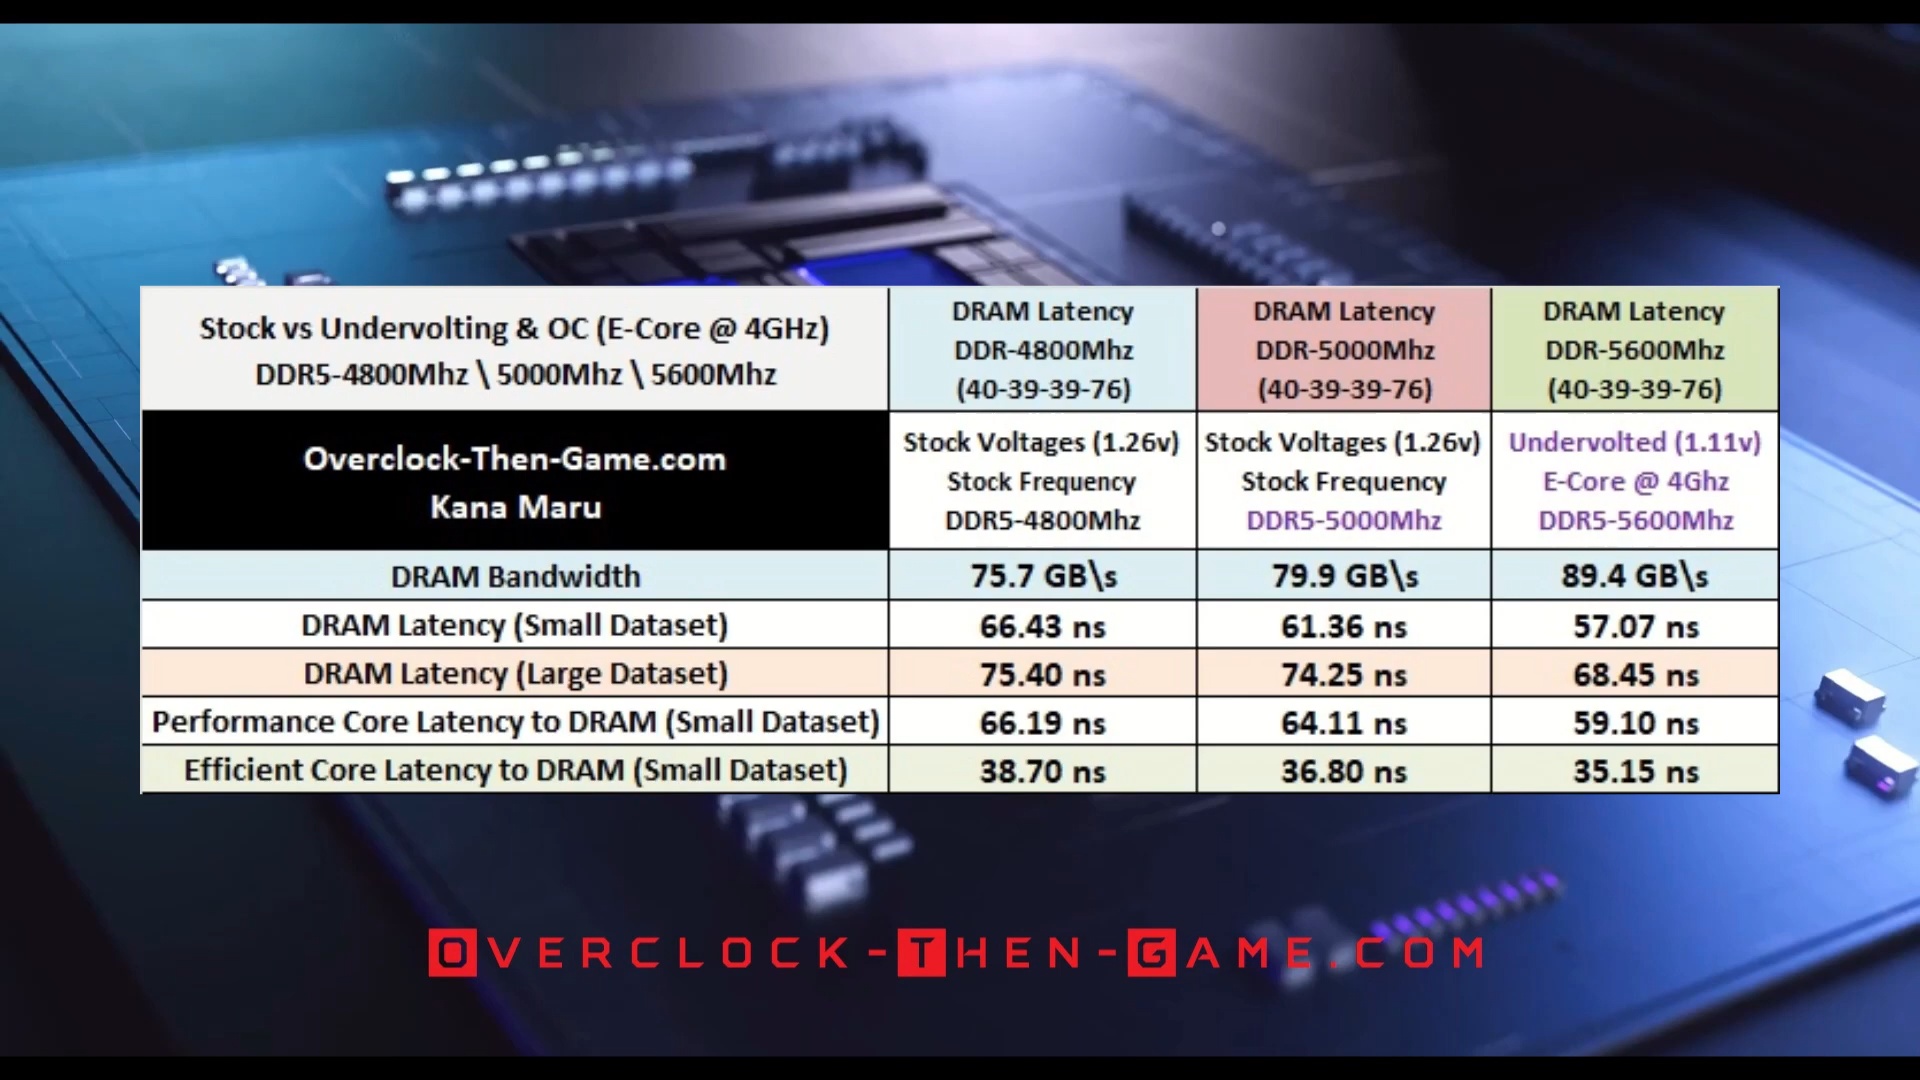 Stock vs Undervolting & OC (E-Core @ 4GHz)
DDR5-4800Mhz \ 5000Mhz \ 5600Mhz
DRAM Latency
DDR-4800Mhz
(40-39-39-76)
DRAM Latency
DDR-5000Mhz
(40-39-39-76)
DRAM Latency
DDR-5600Mhz
(40-39-39-76)
Overclock-Then-Game.com
Kana Maru
Stock Voltages (1.26v)
Stock Frequency
DDR5-4800Mhz
Stock Voltages (1.26v)
Stock Frequency
DDR5-5000Mhz
Undervolted (1.11v)
E-Core @ 4Ghz
DDR5-5600Mhz
DRAM Bandwidth 75.7 GB\s 79.9 GB\s 89.4 GB\s
DRAM Latency (Small Dataset) 66.43 ns 61.36 ns 57.07 ns
DRAM Latency (Large Dataset) 75.40 ns 74.25 ns 68.45 ns
Performance Core Latency to DRAM (Small Dataset) 66.19 ns 64.11 ns 59.10 ns
Efficient Core Latency to DRAM (Small Dataset) 38.70 ns 36.80 ns 35.15 ns
OVERCLOCK-THEN-GAME.COM